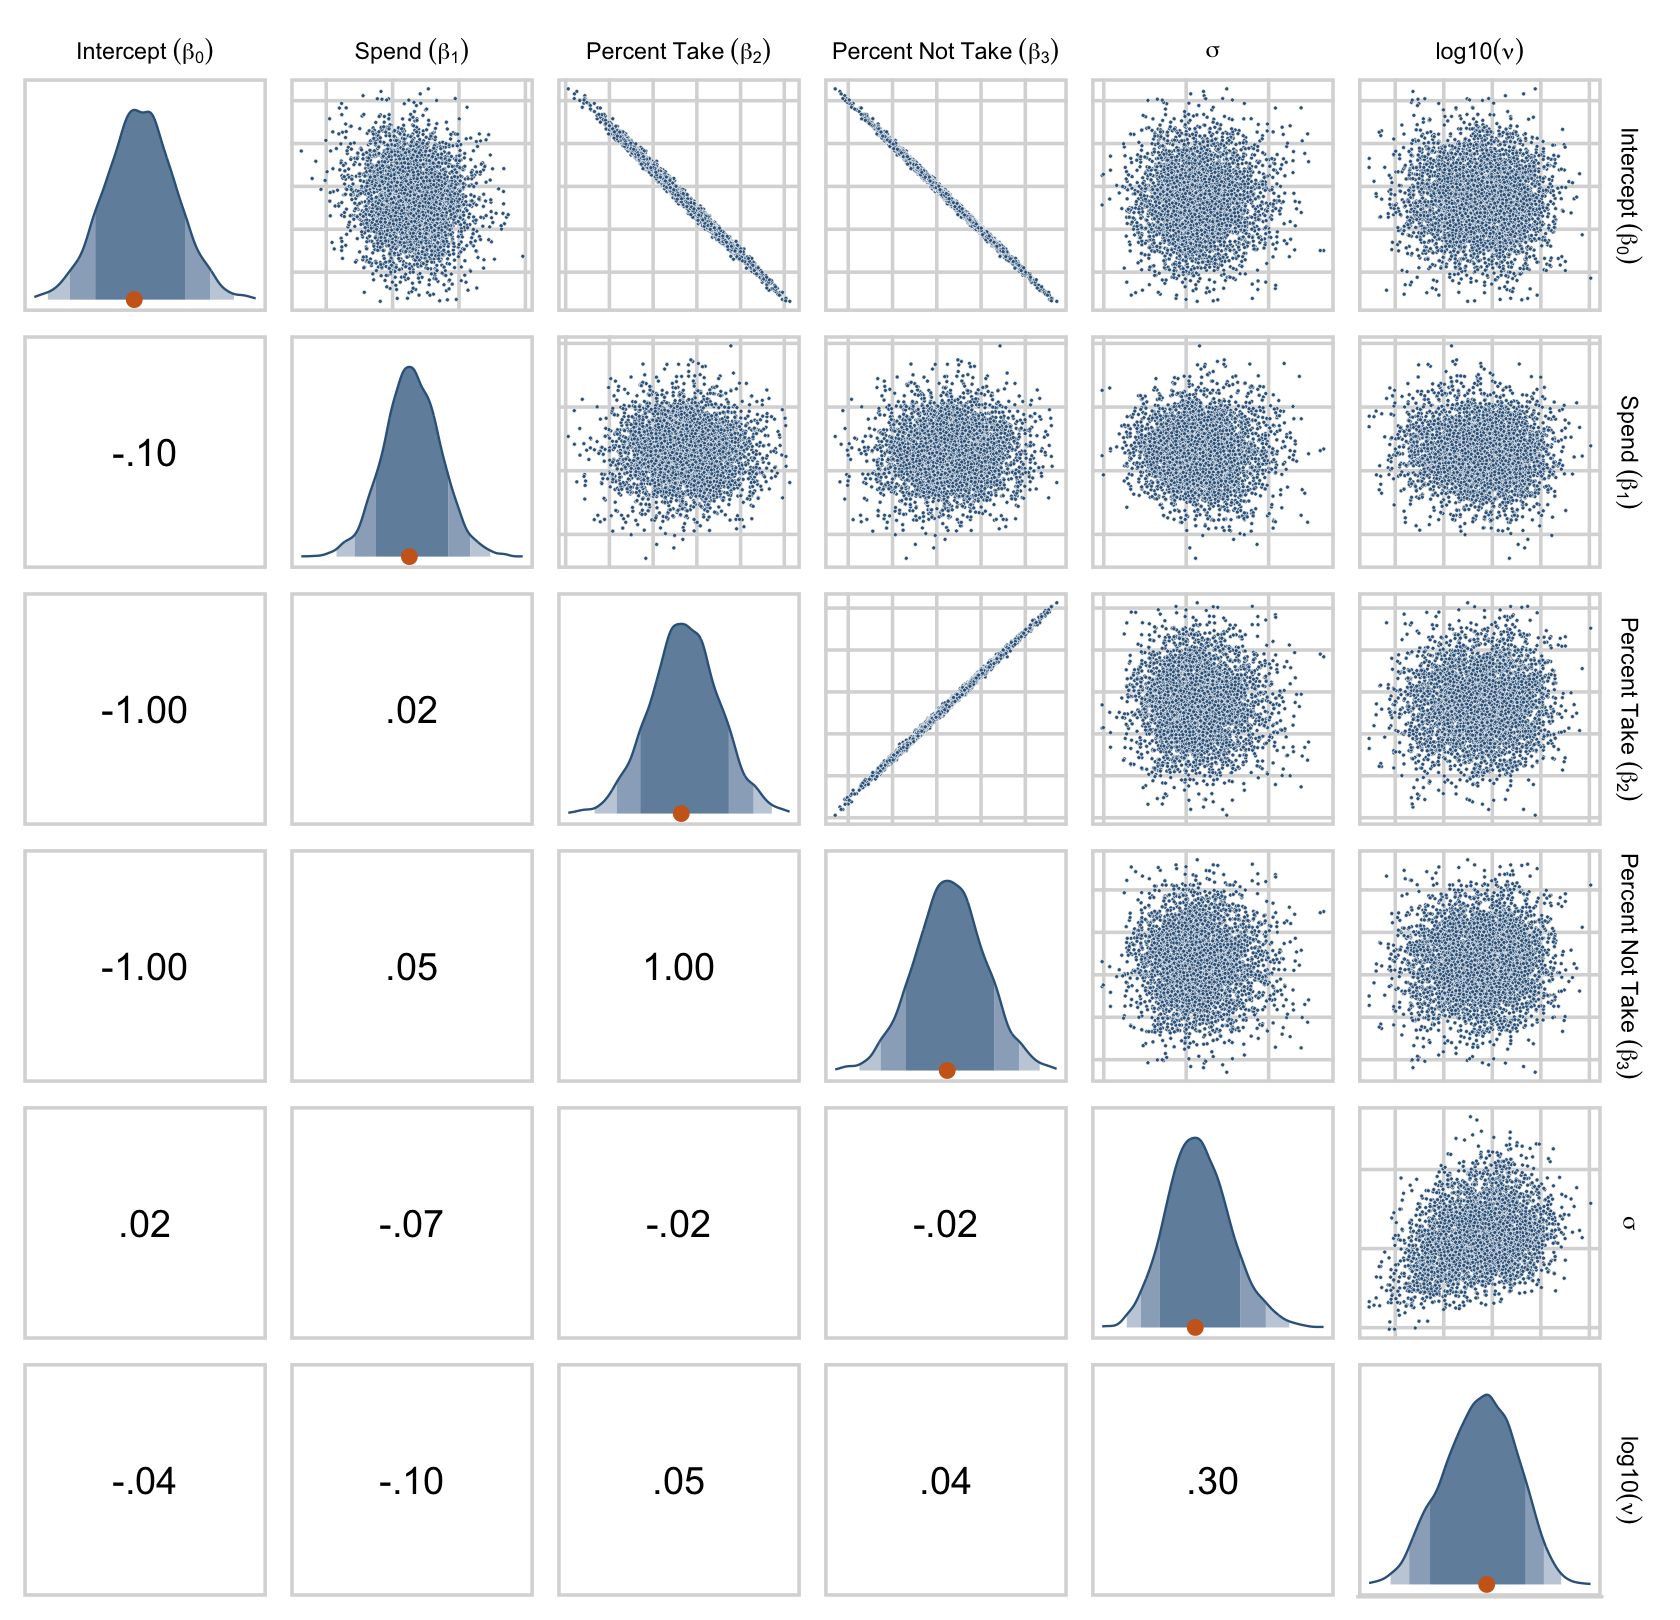 Intercept (β0) Spend (β1) Percent Take (β2) Percent Not Take (β3) σ log10(ν)
Intercept (β0)
-.10
Spend (β1)
-1.00 .02
Percent Take (β2)
-1.00 .05 1.00
Percent Not Take (β3)
.02 -.07 -.02 -.02
σ
-.04 -.10 .05 .04 .30
log10(ν)